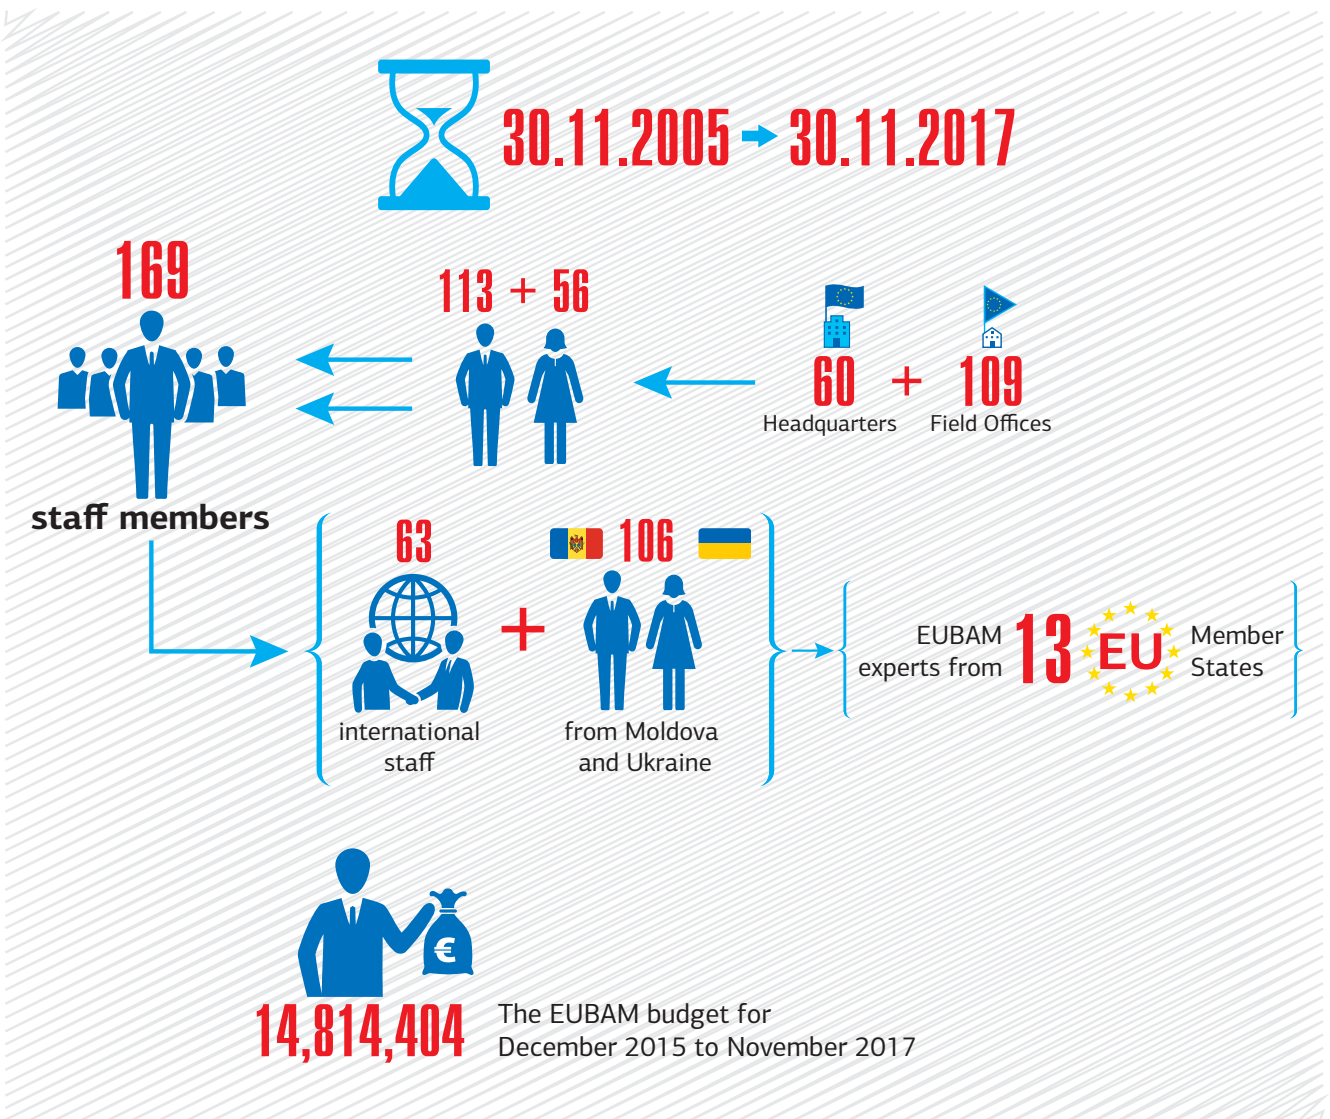 30.11.2005 30.11.2017
169
staff members
113 + 56
60 + 109
Headquarters Field Offices
63
international
staff
+
106
from Moldova
and Ukraine
EUBAM
experts from
13
EU
Member
States
€
14,814,404
The EUBAM budget for
December 2015 to November 2017